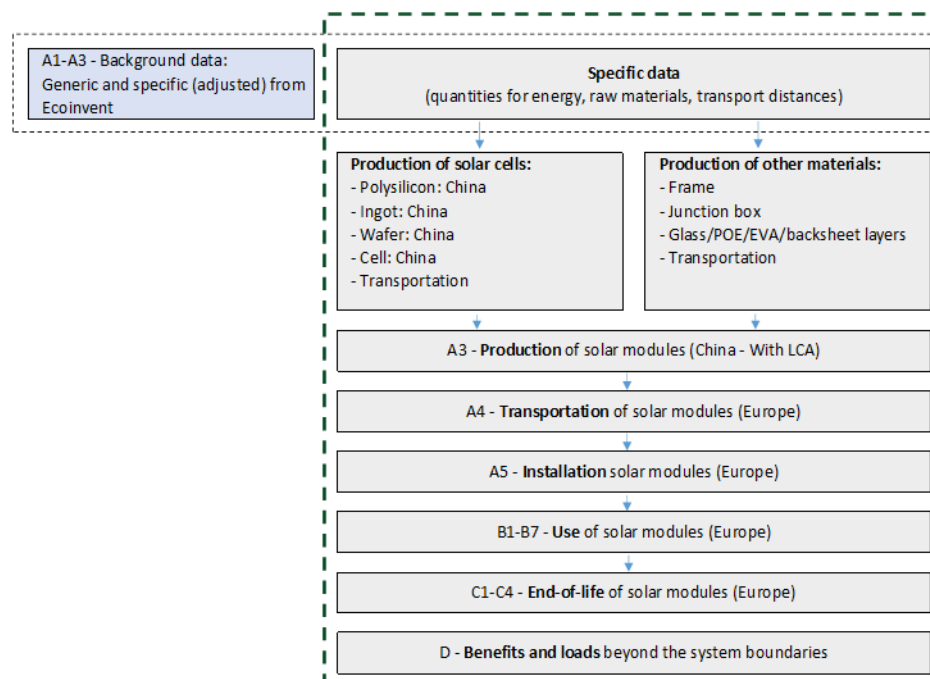 A1-A3 - Background data:
Generic and specific (adjusted) from
Ecoinvent
Specific data
(quantities for energy, raw materials, transport distances)
Production of solar cells:
- Polysilicon: China
- Ingot: China
- Wafer: China
- Cell: China
- Transportation
Production of other materials:
- Frame
- Junction box
- Glass/POE/EVA/backsheet layers
- Transportation
A3 - Production of solar modules (China - With LCA)
A4 - Transportation of solar modules (Europe)
A5 - Installation solar modules (Europe)
B1-B7 - Use of solar modules (Europe)
C1-C4 - End-of-life of solar modules (Europe)
D - Benefits and loads beyond the system boundaries